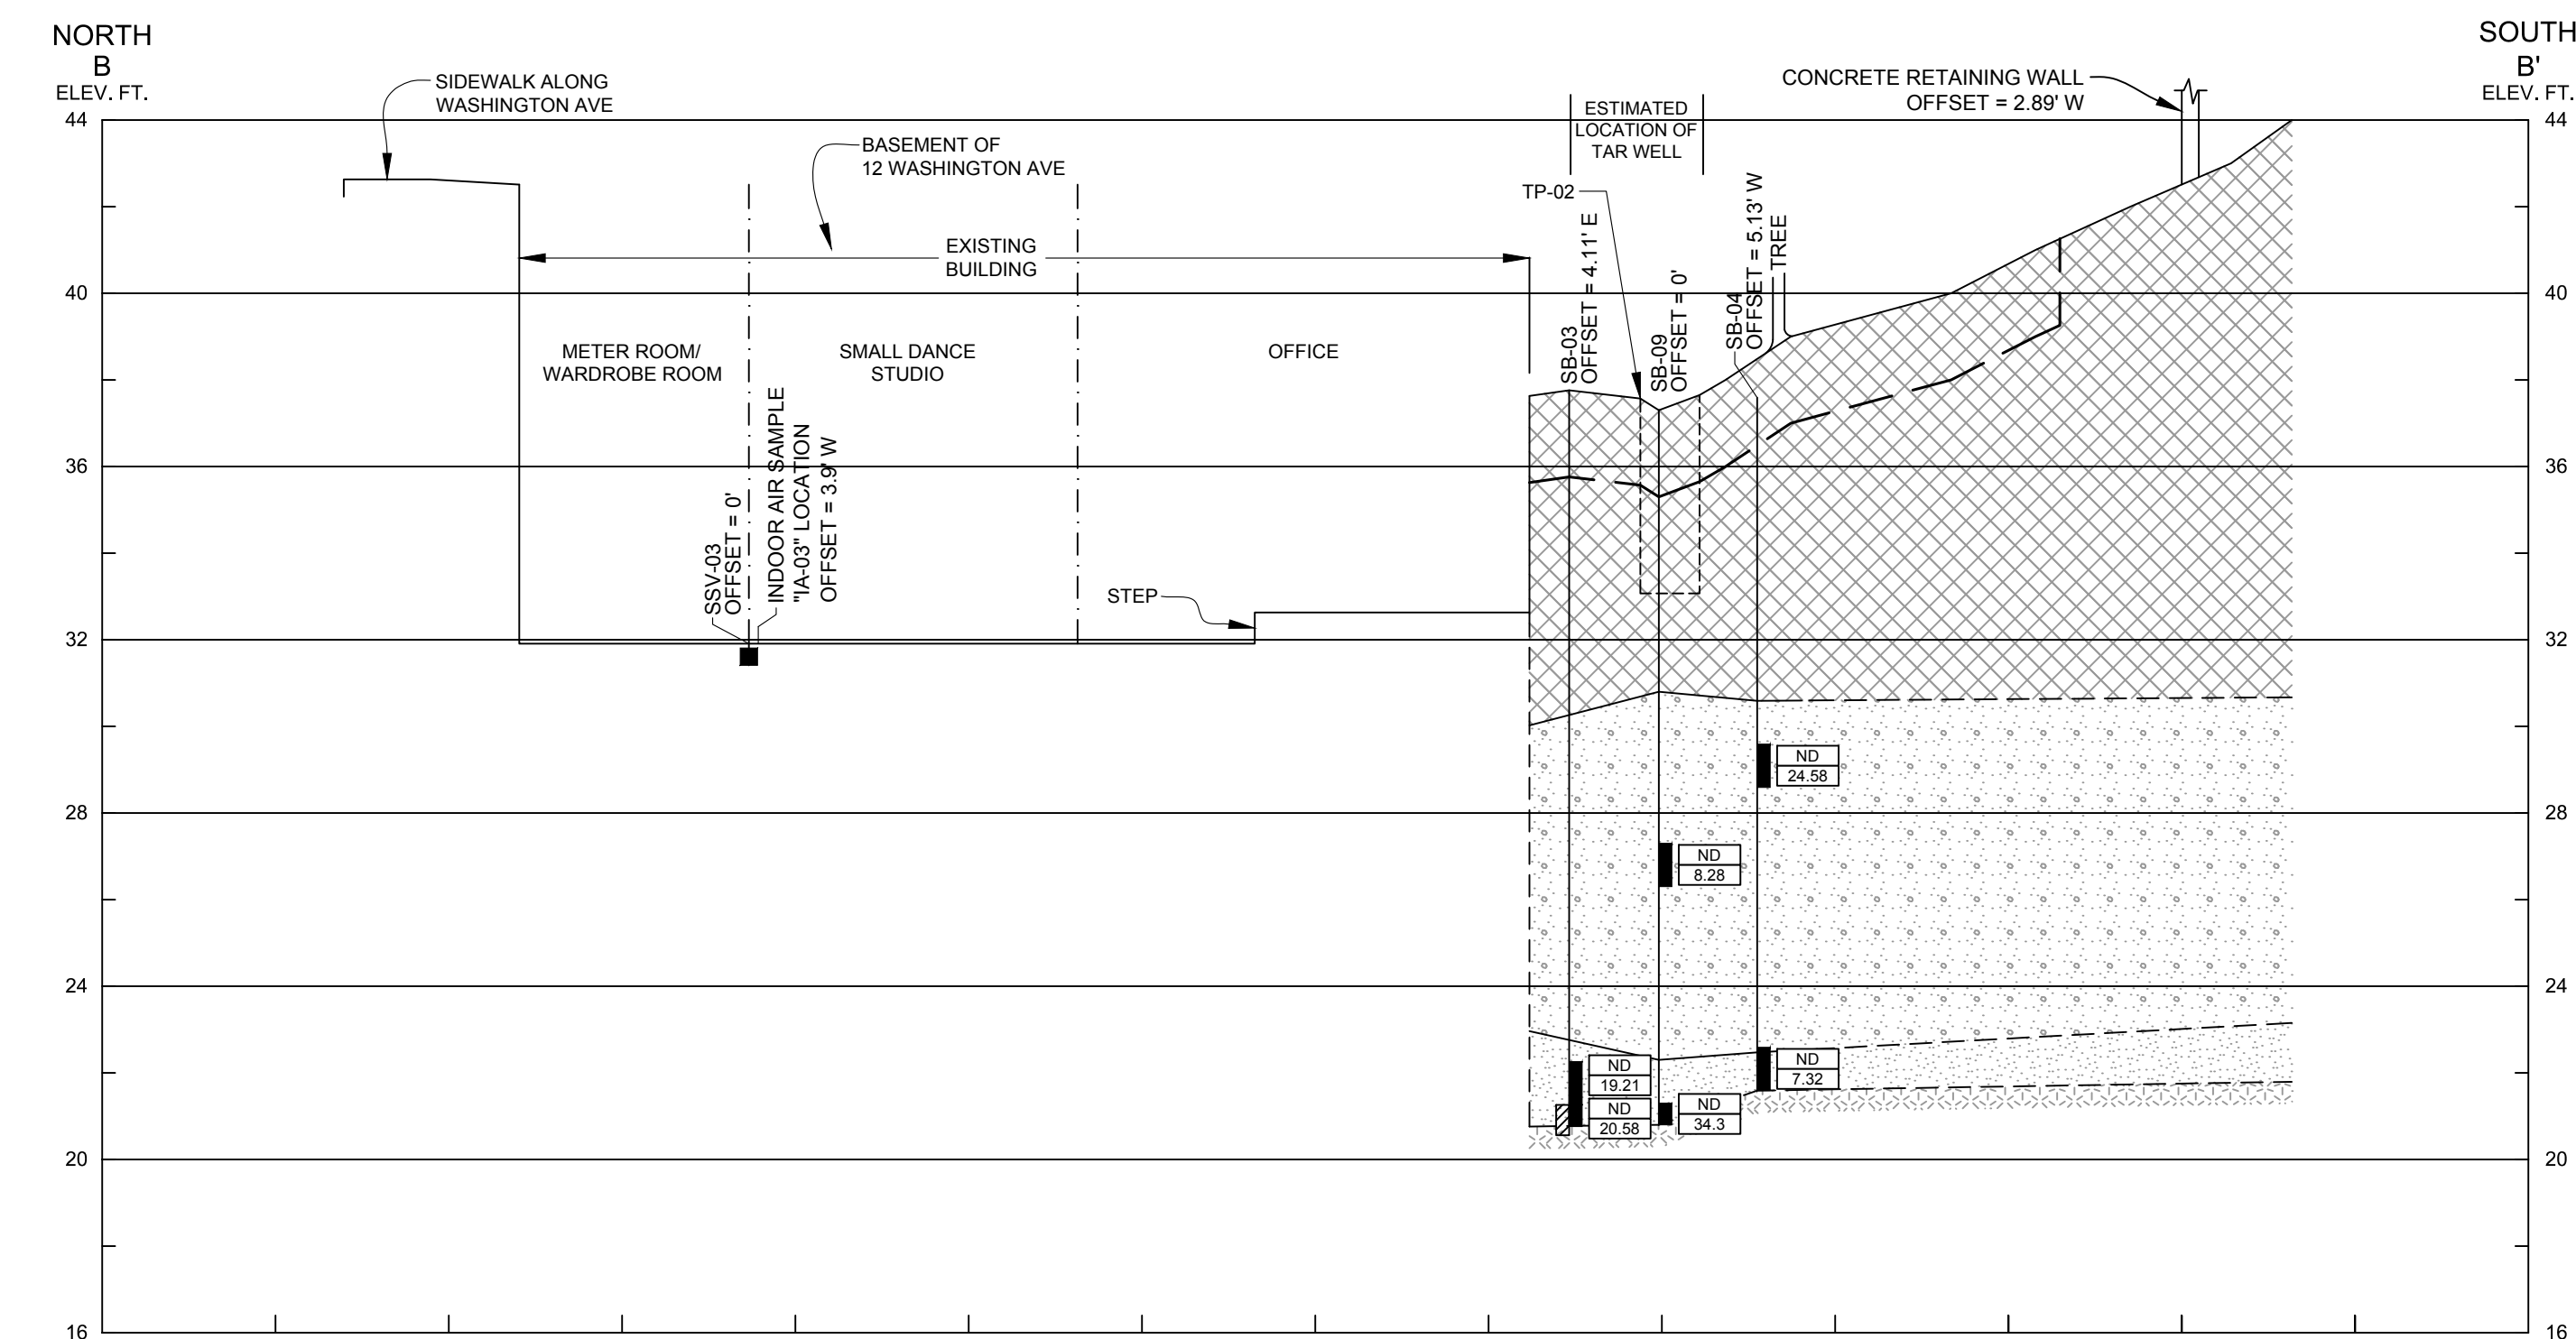 NORTH
B
ELEV. FT.
SOUTH
B'
ELEV. FT.
SIDEWALK ALONG
WASHINGTON AVE
BASEMENT OF
12 WASHINGTON AVE
EXISTING
BUILDING
ESTIMATED
LOCATION OF
TAR WELL
CONCRETE RETAINING WALL
OFFSET = 2.89' W
TP-02
SB-03
OFFSET = 4.11' E
SB-09
OFFSET = 0'
SB-04
OFFSET = 5.13' W
TREE
METER ROOM/
WARDROBE ROOM
SMALL DANCE
STUDIO
OFFICE
SSV-03
OFFSET = 0'
INDOOR AIR SAMPLE
"IA-03" LOCATION
OFFSET = 3.9' W
STEP
ND
24.58
ND
8.28
ND
19.21
ND
20.58
ND
34.3
ND
7.32
44
40
36
32
28
24
20
16
44
40
36
32
28
24
20
16